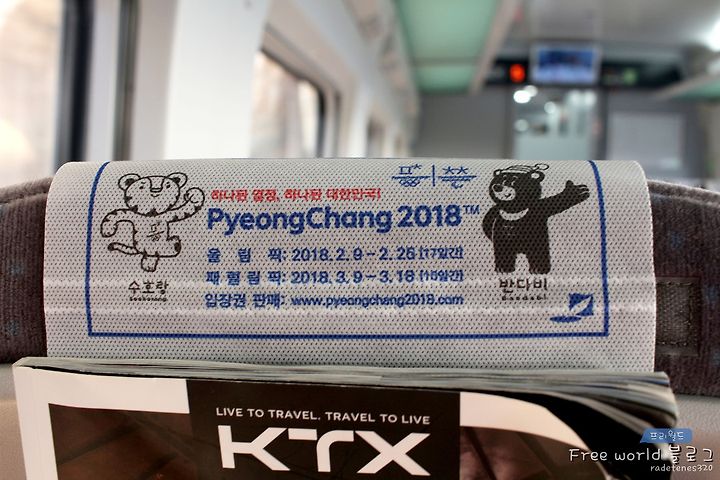 하나된 열정, 하나된 대한민국!
PyeongChang 2018™
올 림 픽: 2018. 2. 9 – 2. 25 [17일간]
패 럴 림 픽: 2018. 3. 9 – 3. 18 [10일간]
입장권 판매: www.pyeongchang2018.com
수호랑
Soohorang
반다비
Bandabi
LIVE TO TRAVEL. TRAVEL TO LIVE
KTX
프리월드
Free world 블로그
radetenes320